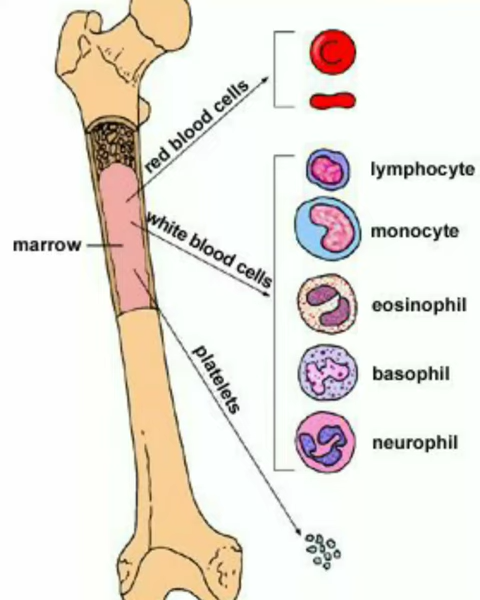 red blood cells
lymphocyte
white blood cells
monocyte
marrow
eosinophil
platelets
basophil
neurophil